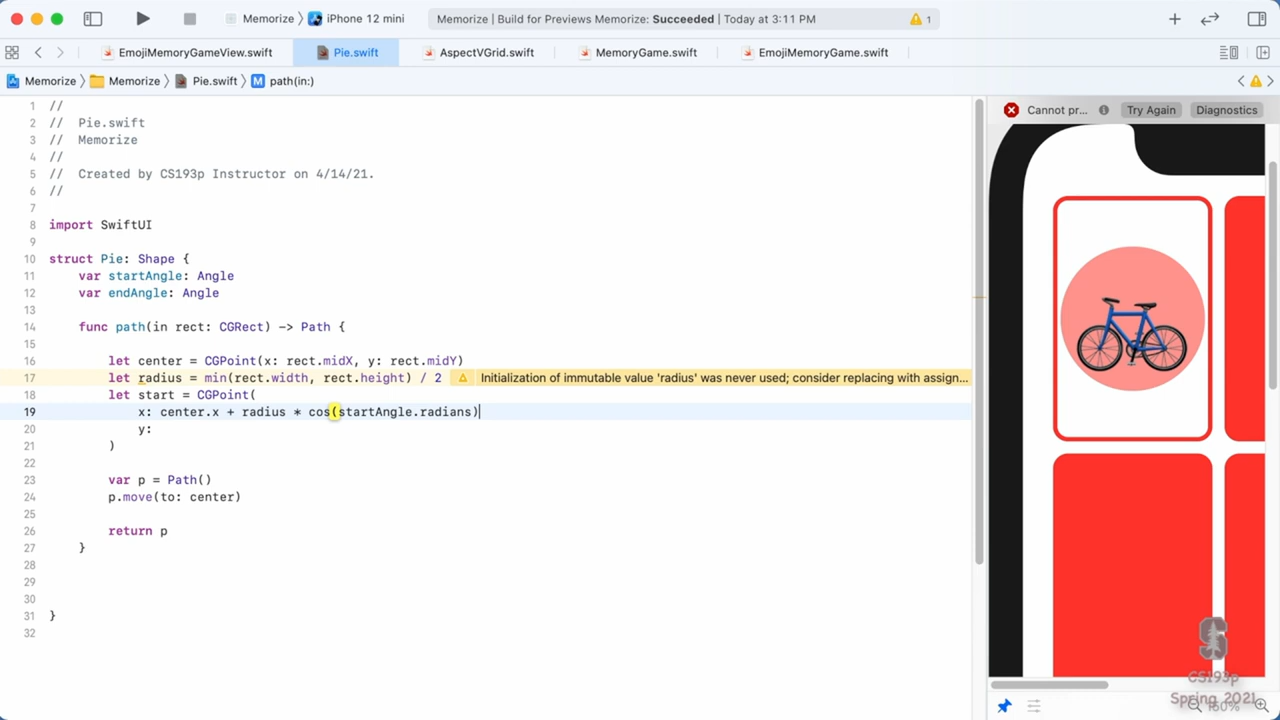 Memorize 〉 iPhone 12 mini
Memorize | Build for Previews Memorize: Succeeded | Today at 3:11 PM
1
EmojiMemoryGameView.swift
Pie.swift
AspectVGrid.swift
MemoryGame.swift
EmojiMemoryGame.swift
Memorize 〉 Memorize 〉 Pie.swift 〉 M path(in:)
1 //
2 //  Pie.swift
3 //  Memorize
4 //
5 //  Created by CS193p Instructor on 4/14/21.
6 //
7
8 import SwiftUI
9
10 struct Pie: Shape {
11     var startAngle: Angle
12     var endAngle: Angle
13
14     func path(in rect: CGRect) -> Path {
15
16         let center = CGPoint(x: rect.midX, y: rect.midY)
17         let radius = min(rect.width, rect.height) / 2 Initialization of immutable value 'radius' was never used; consider replacing with assign...
18         let start = CGPoint(
19             x: center.x + radius * cos(startAngle.radians)
20             y:
21         )
22
23         var p = Path()
24         p.move(to: center)
25
26         return p
27     }
28
29
30
31 }
32
Cannot pr...
Try Again
Diagnostics
S
CS193p
Spring 2021